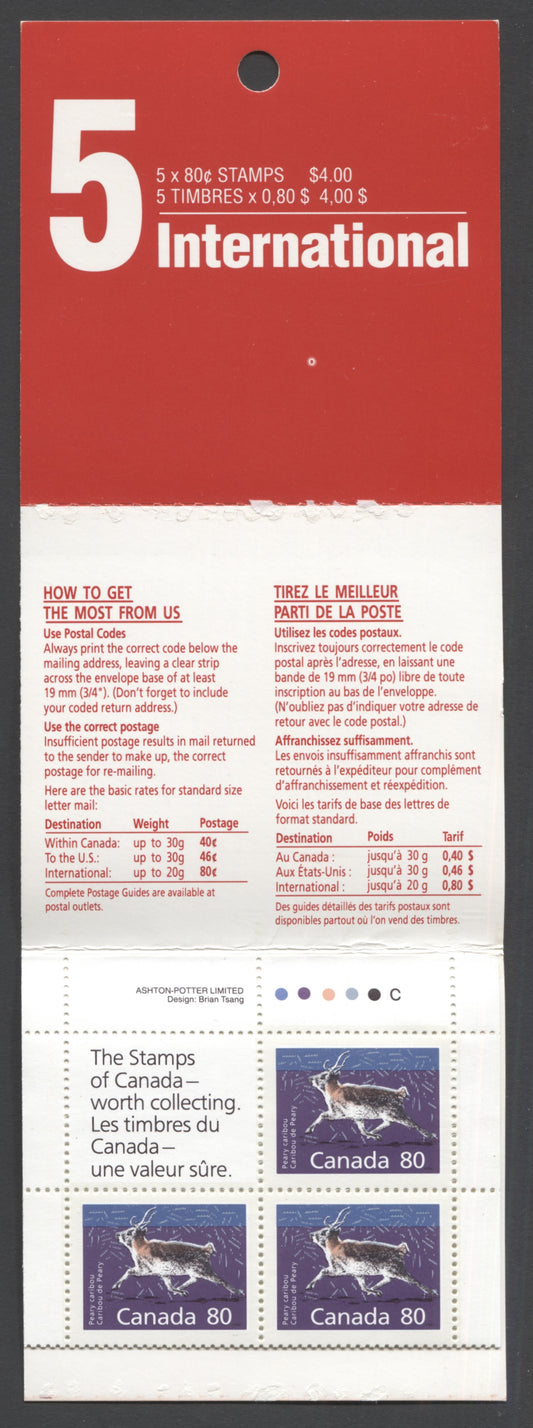 5
5 x 80¢ STAMPS $4.00
5 TIMBRES x 0,80 $ 4,00 $
International
HOW TO GET
THE MOST FROM US
Use Postal Codes
Always print the correct code below the
mailing address, leaving a clear strip
across the envelope base of at least
19 mm (3/4"). (Don't forget to include
your coded return address.)
Use the correct postage
Insufficient postage results in mail returned
to the sender to make up, the correct
postage for re-mailing.
Here are the basic rates for standard size
letter mail:
Destination Weight Postage
Within Canada: up to 30g 40¢
To the U.S.: up to 30g 46¢
International: up to 20g 80¢
Complete Postage Guides are available at
postal outlets.
TIREZ LE MEILLEUR
PARTI DE LA POSTE
Utilisez les codes postaux.
Inscrivez toujours correctement le code
postal après l'adresse, en laissant une
bande de 19 mm (3/4 po) libre de toute
inscription au bas de l'enveloppe.
(N'oubliez pas d'indiquer votre adresse de
retour avec le code postal.)
Affranchissez suffisamment.
Les envois insuffisamment affranchis sont
retournés à l'expéditeur pour complément
d'affranchissement et réexpédition.
Voici les tarifs de base des lettres de
format standard.
Destination Poids Tarif
Au Canada : jusqu'à 30 g 0,40 $
Aux États-Unis : jusqu'à 30 g 0,46 $
International : jusqu'à 20 g 0,80 $
Des guides détaillés des tarifs postaux sont
disponibles partout où l'on vend des timbres.
ASHTON-POTTER LIMITED
Design: Brian Tsang
C
The Stamps
of Canada –
worth collecting.
Les timbres du
Canada –
une valeur sûre.
Peary caribou
Caribou de Peary
Canada 80
Peary caribou
Caribou de Peary
Canada 80
Peary caribou
Caribou de Peary
Canada 80